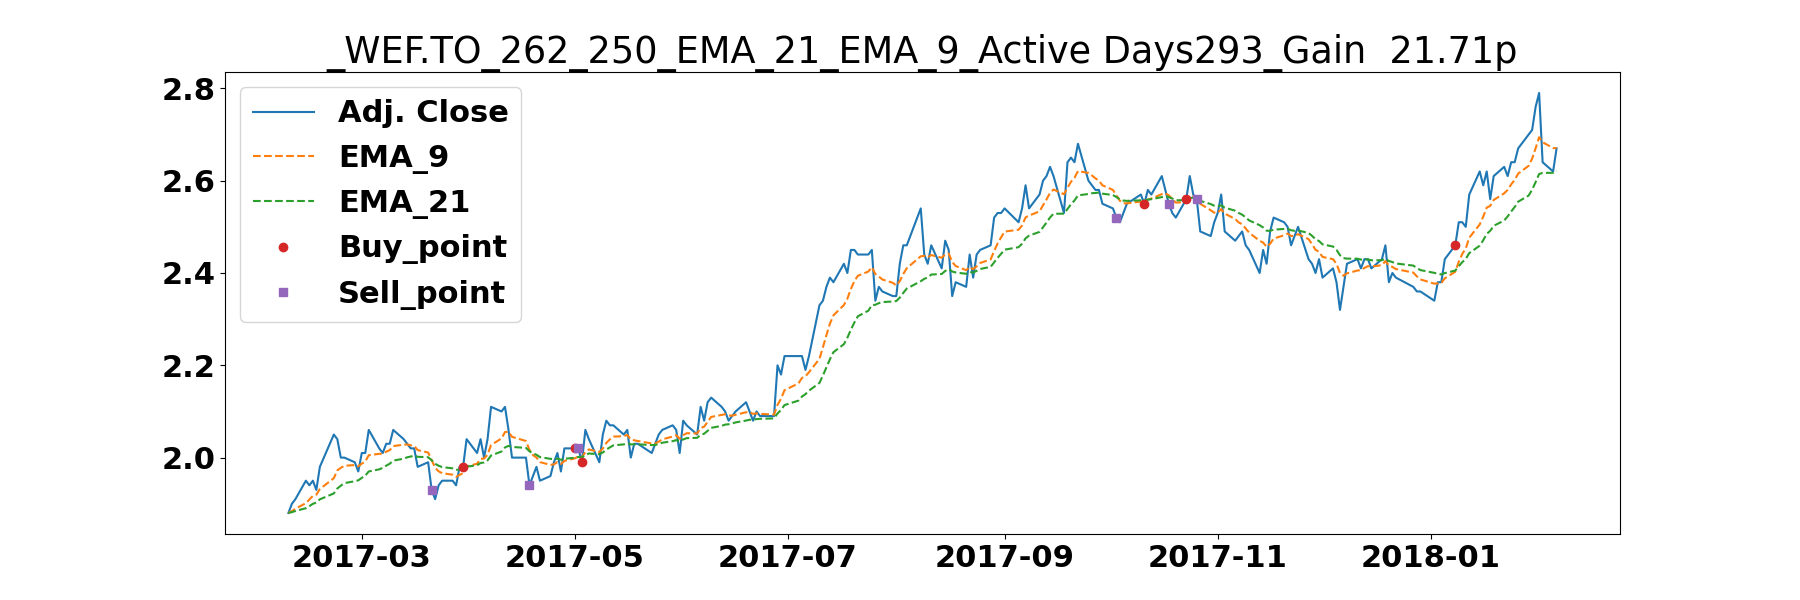 _WEF.TO_262_250_EMA_21_EMA_9_Active Days293_Gain  21.71p
2.8
2.6
2.4
2.2
2.0
Adj. Close
EMA_9
EMA_21
Buy_point
Sell_point
2017-03 2017-05 2017-07 2017-09 2017-11 2018-01